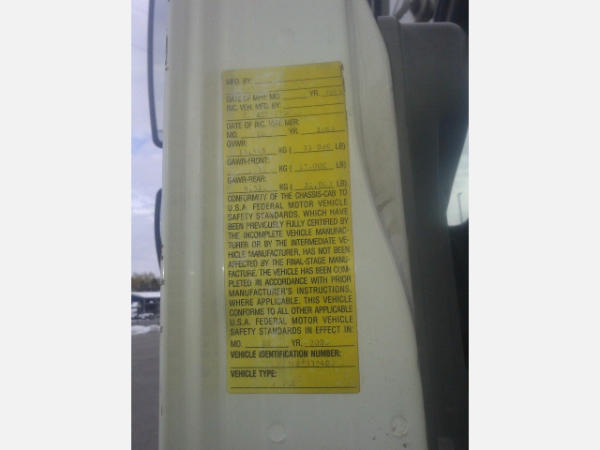 MFG. BY:
DATE OF MFR: MO. YR.
INC. VEH. MFG. BY:
DATE OF INC. VEH. MFR:
MO. YR.
GVWR:
KG ( LB)
GAWR-FRONT:
KG ( LB)
GAWR-REAR:
KG ( LB)
CONFORMITY OF THE CHASSIS-CAB TO
U.S.A. FEDERAL MOTOR VEHICLE
SAFETY STANDARDS, WHICH HAVE
BEEN PREVIOUSLY FULLY CERTIFIED BY
THE INCOMPLETE VEHICLE MANUFAC-
TURER OR BY THE INTERMEDIATE VE-
HICLE MANUFACTURER, HAS NOT BEEN
AFFECTED BY THE FINAL-STAGE MANU-
FACTURE. THE VEHICLE HAS BEEN COM-
PLETED IN ACCORDANCE WITH PRIOR
MANUFACTURER'S INSTRUCTIONS,
WHERE APPLICABLE. THIS VEHICLE
CONFORMS TO ALL OTHER APPLICABLE
U.S.A. FEDERAL MOTOR VEHICLE
SAFETY STANDARDS IN EFFECT IN:
MO. YR.
VEHICLE IDENTIFICATION NUMBER:
VEHICLE TYPE: